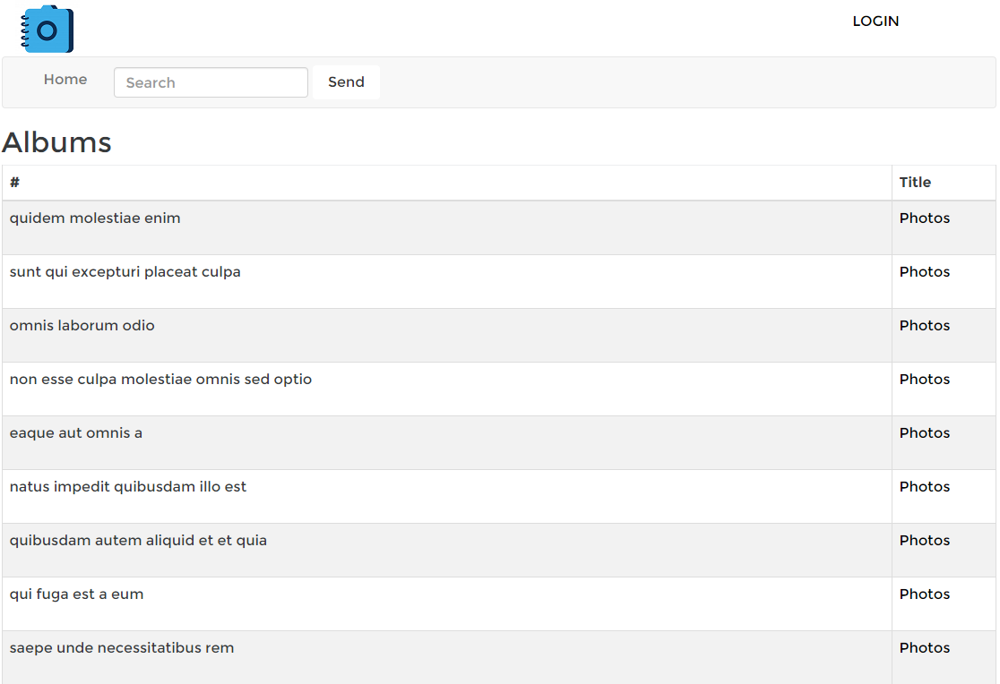 LOGIN
Home Search Send
Albums
# Title
quidem molestiae enim Photos
sunt qui excepturi placeat culpa Photos
omnis laborum odio Photos
non esse culpa molestiae omnis sed optio Photos
eaque aut omnis a Photos
natus impedit quibusdam illo est Photos
quibusdam autem aliquid et et quia Photos
qui fuga est a eum Photos
saepe unde necessitatibus rem Photos